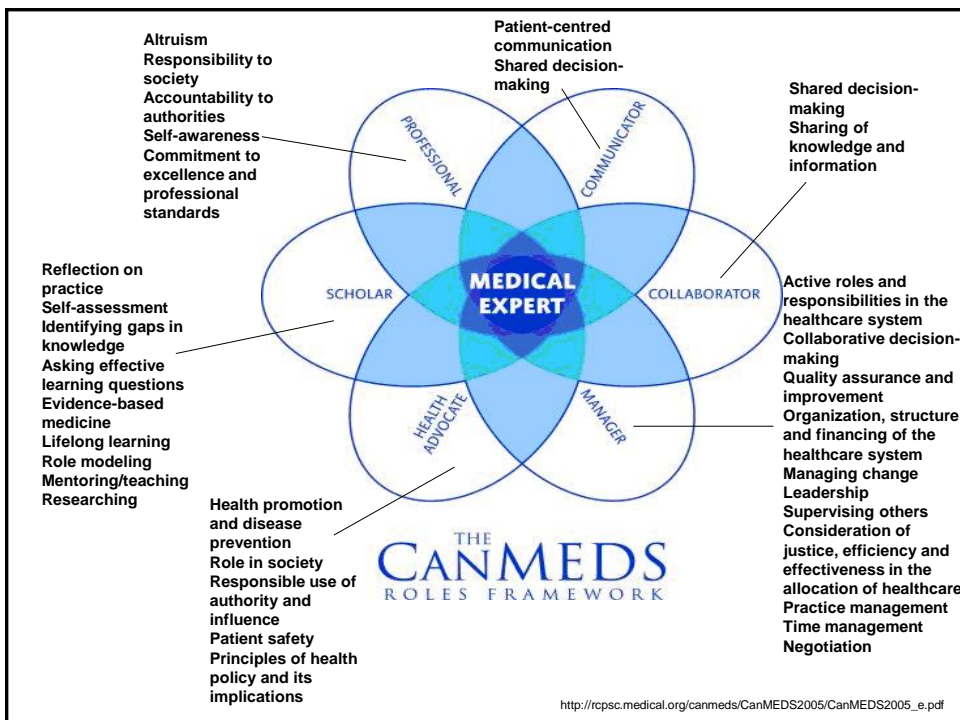 Altruism
Responsibility to
society
Accountability to
authorities
Self-awareness
Commitment to
excellence and
professional
standards
Patient-centred
communication
Shared decision-
making
Shared decision-
making
Sharing of
knowledge and
information
PROFESSIONAL
COMMUNICATOR
SCHOLAR
MEDICAL
EXPERT
COLLABORATOR
HEALTH
ADVOCATE
MANAGER
Reflection on
practice
Self-assessment
Identifying gaps in
knowledge
Asking effective
learning questions
Evidence-based
medicine
Lifelong learning
Role modeling
Mentoring/teaching
Researching
Active roles and
responsibilities in the
healthcare system
Collaborative decision-
making
Quality assurance and
improvement
Organization, structure
and financing of the
healthcare system
Managing change
Leadership
Supervising others
Consideration of
justice, efficiency and
effectiveness in the
allocation of healthcare
Practice management
Time management
Negotiation
Health promotion
and disease
prevention
Role in society
Responsible use of
authority and
influence
Patient safety
Principles of health
policy and its
implications
THE
CANMEDS
ROLES FRAMEWORK
http://rcpsc.medical.org/canmeds/CanMEDS2005/CanMEDS2005_e.pdf